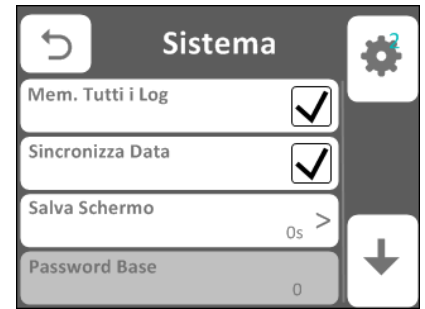 Sistema
2
Mem. Tutti i Log
Sincronizza Data
Salva Schermo
0s >
Password Base
0